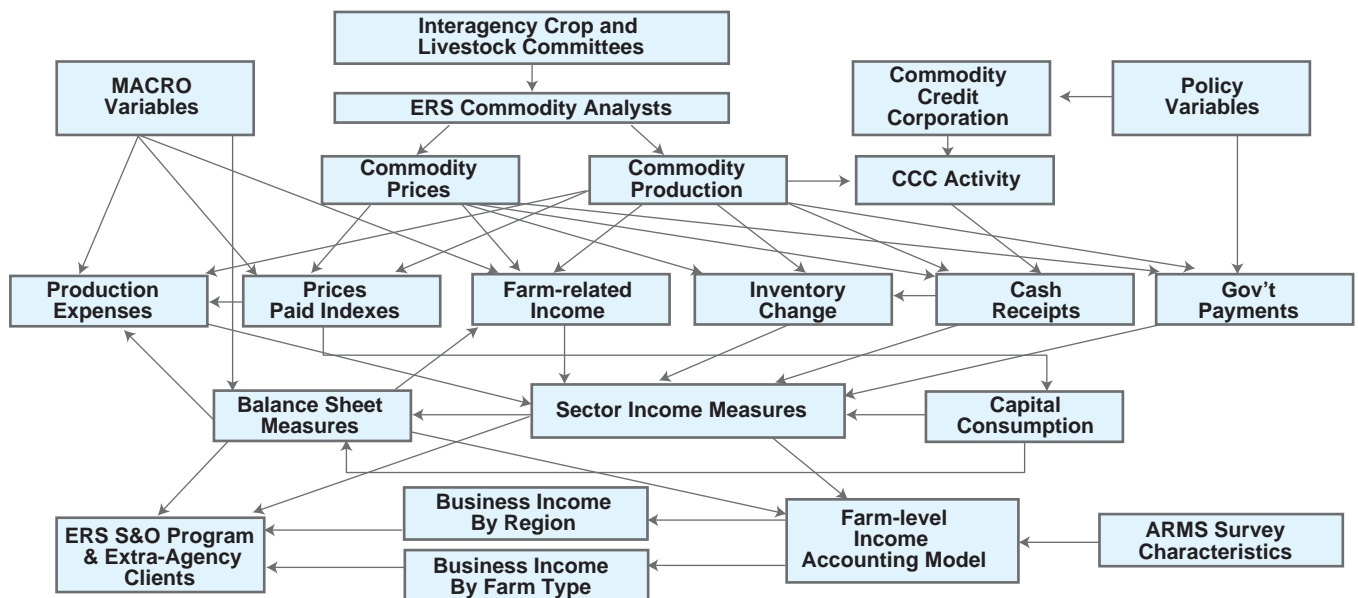 Interagency Crop and
Livestock Committees
MACRO
Variables
Commodity
Credit
Corporation
Policy
Variables
ERS Commodity Analysts
Commodity
Prices
Commodity
Production
CCC Activity
Production
Expenses
Prices
Paid Indexes
Farm-related
Income
Inventory
Change
Cash
Receipts
Gov't
Payments
Balance Sheet
Measures
Sector Income Measures
Capital
Consumption
ERS S&O Program
& Extra-Agency
Clients
Business Income
By Region
Business Income
By Farm Type
Farm-level
Income
Accounting Model
ARMS Survey
Characteristics